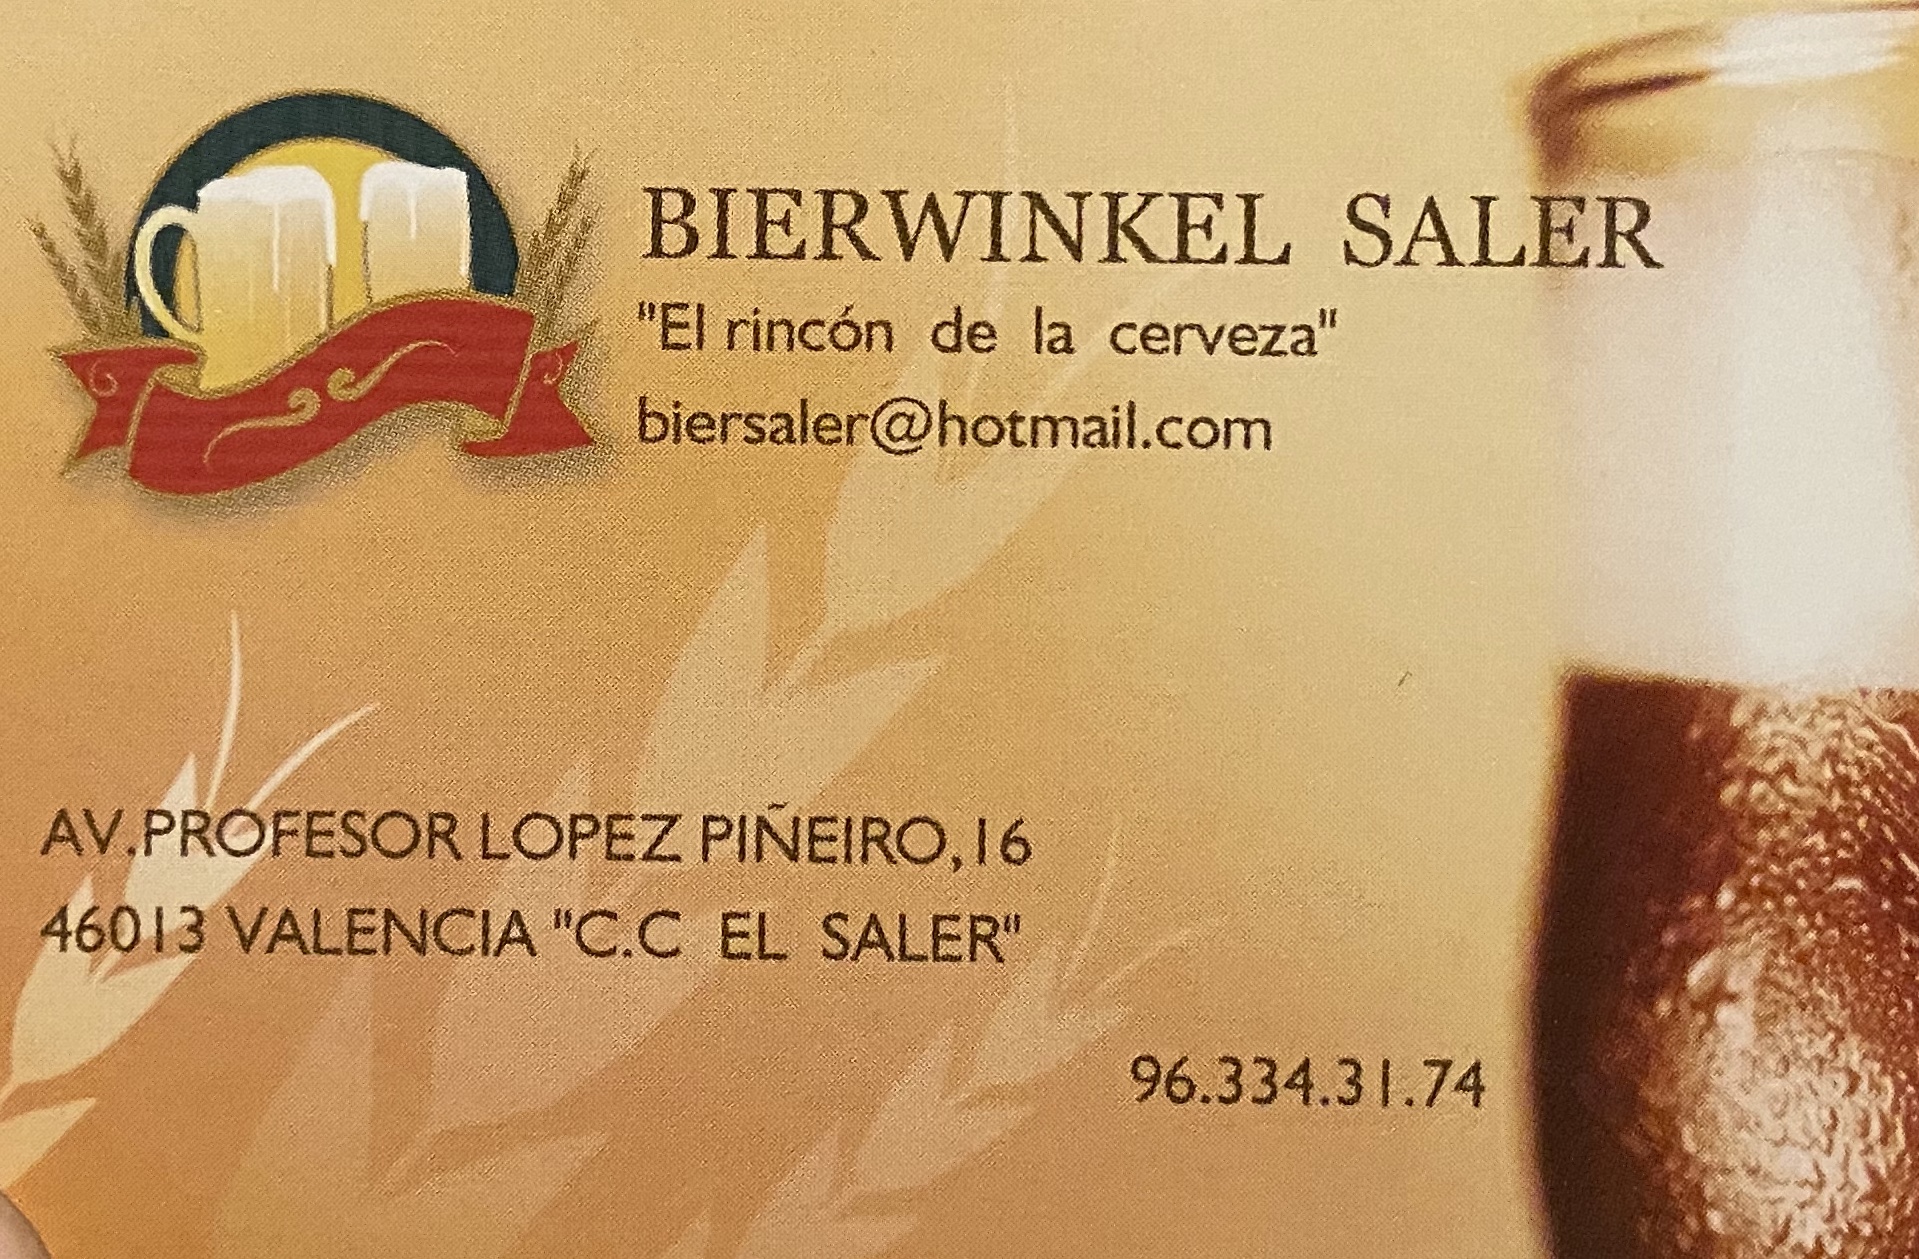 BIERWINKEL SALER
"El rincón de la cerveza"
biersaler@hotmail.com
AV.PROFESOR LOPEZ PIÑEIRO,16
46013 VALENCIA "C.C EL SALER"
96.334.31.74